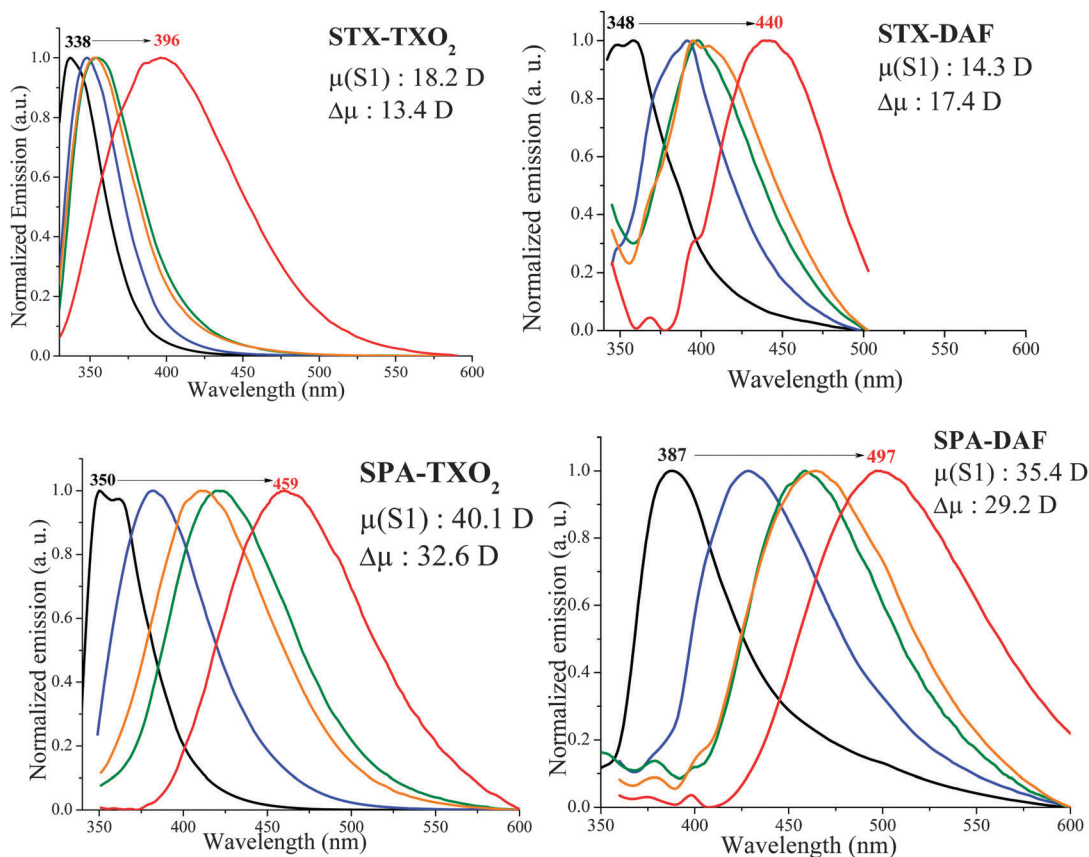 338 396
STX-TXO₂
μ(S1) : 18.2 D
Δμ : 13.4 D
Normalized Emission (a.u.)
1.0
0.8
0.6
0.4
0.2
0.0
350 400 450 500 550 600
Wavelength (nm)
348 440
STX-DAF
μ(S1) : 14.3 D
Δμ : 17.4 D
Normalized emission (a. u.)
1.0
0.8
0.6
0.4
0.2
0.0
350 400 450 500 550 600
Wavelength (nm)
350 459
SPA-TXO₂
μ(S1) : 40.1 D
Δμ : 32.6 D
Normalized emission (a. u.)
1.0
0.8
0.6
0.4
0.2
0.0
350 400 450 500 550 600
Wavelength (nm)
387 497
SPA-DAF
μ(S1) : 35.4 D
Δμ : 29.2 D
Normalized emission (a. u.)
1.0
0.8
0.6
0.4
0.2
0.0
350 400 450 500 550 600
Wavelength (nm)